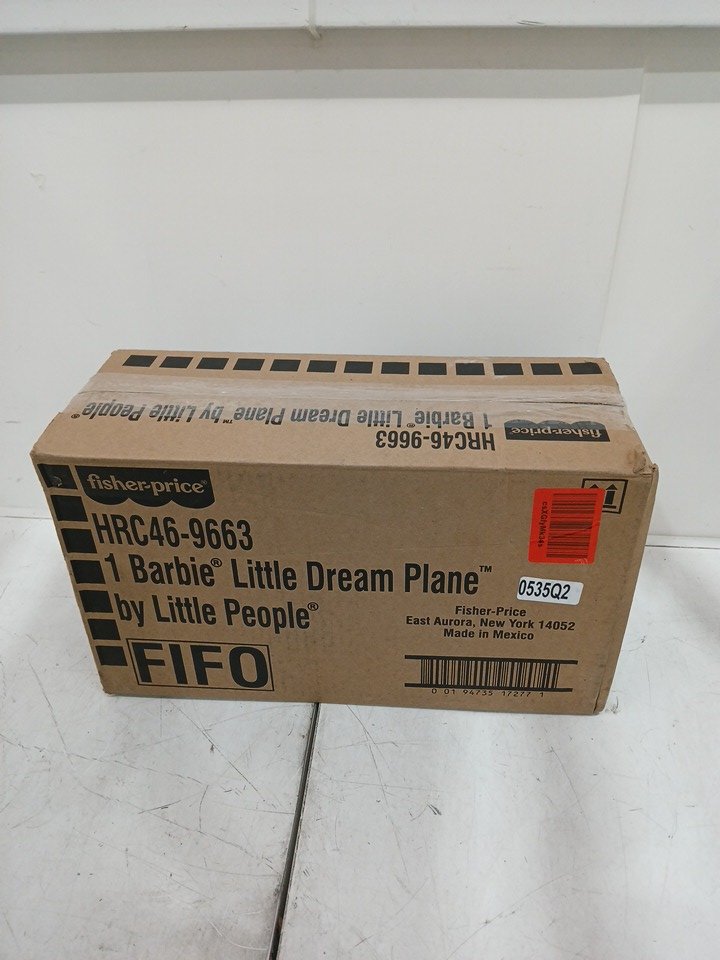 fisher-price®
HRC46-9663
1 Barbie® Little Dream Plane™ by Little People®
fisher-price®
HRC46-9663
1 Barbie® Little Dream Plane™
by Little People®
FIFO
0535Q2
Fisher-Price
East Aurora, New York 14052
Made in Mexico
0 01 94735 17277 1